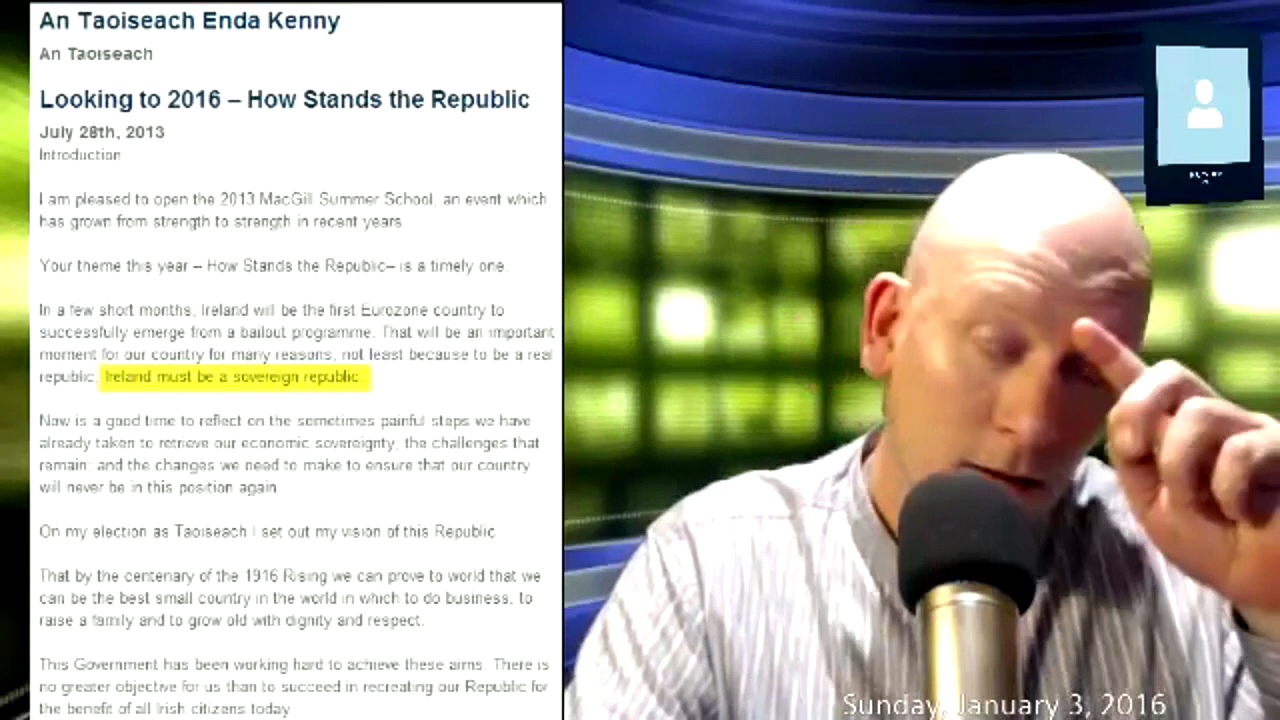 An Taoiseach Enda Kenny
An Taoiseach
Looking to 2016 – How Stands the Republic
July 28th, 2013
Introduction
I am pleased to open the 2013 MacGill Summer School, an event which
has grown from strength to strength in recent years
Your theme this year – How Stands the Republic– is a timely one.
In a few short months, Ireland will be the first Eurozone country to
successfully emerge from a bailout programme. That will be an important
moment for our country for many reasons, not least because to be a real
republic, Ireland must be a sovereign republic.
Now is a good time to reflect on the sometimes painful steps we have
already taken to retrieve our economic sovereignty, the challenges that
remain; and the changes we need to make to ensure that our country
will never be in this position again
On my election as Taoiseach I set out my vision of this Republic
That by the centenary of the 1916 Rising we can prove to world that we
can be the best small country in the world in which to do business, to
raise a family and to grow old with dignity and respect.
This Government has been working hard to achieve these aims. There is
no greater objective for us than to succeed in recreating our Republic for
the benefit of all Irish citizens today
Sunday, January 3, 2016